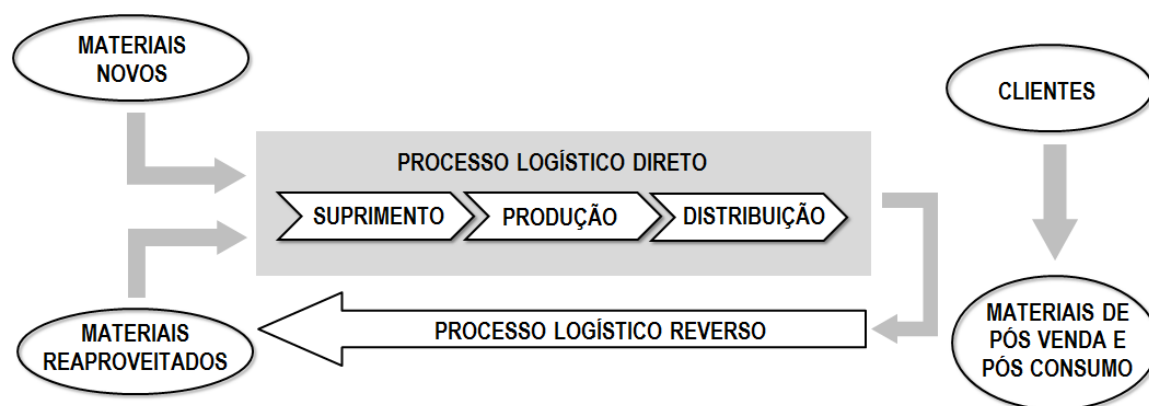 MATERIAIS
NOVOS
CLIENTES
PROCESSO LOGÍSTICO DIRETO
SUPRIMENTO
PRODUÇÃO
DISTRIBUIÇÃO
MATERIAIS
REAPROVEITADOS
PROCESSO LOGÍSTICO REVERSO
MATERIAIS DE
PÓS VENDA E
PÓS CONSUMO